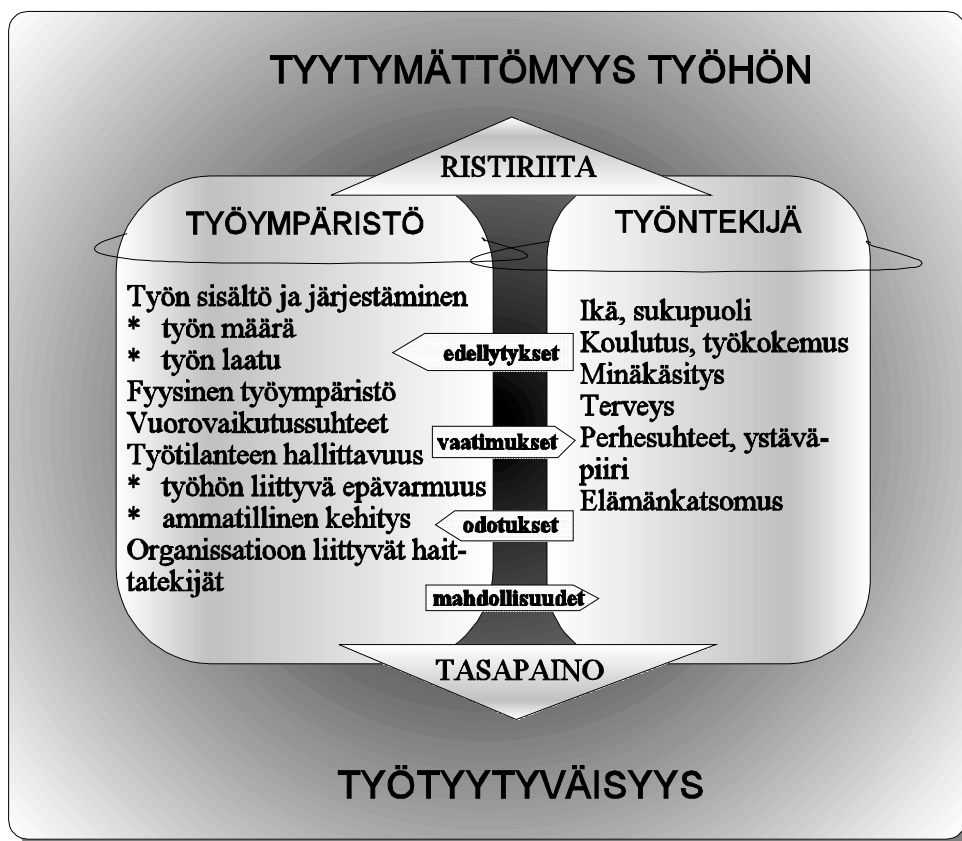 TYYTYMÄTTÖMYYS TYÖHÖN
RISTIRIITA
TYÖYMPÄRISTÖ
Työn sisältö ja järjestäminen
* työn määrä
* työn laatu
Fyysinen työympäristö
Vuorovaikutussuhteet
Työtilanteen hallittavuus
* työhön liittyvä epävarmuus
* ammatillinen kehitys
Organissatioon liittyvät hait-
tatekijät
edellytykset
vaatimukset
odotukset
mahdollisuudet
TYÖNTEKIJÄ
Ikä, sukupuoli
Koulutus, työkokemus
Minäkäsitys
Terveys
Perhesuhteet, ystävä-
piiri
Elämänkatsomus
TASAPAINO
TYÖTYYTYVÄISYYS